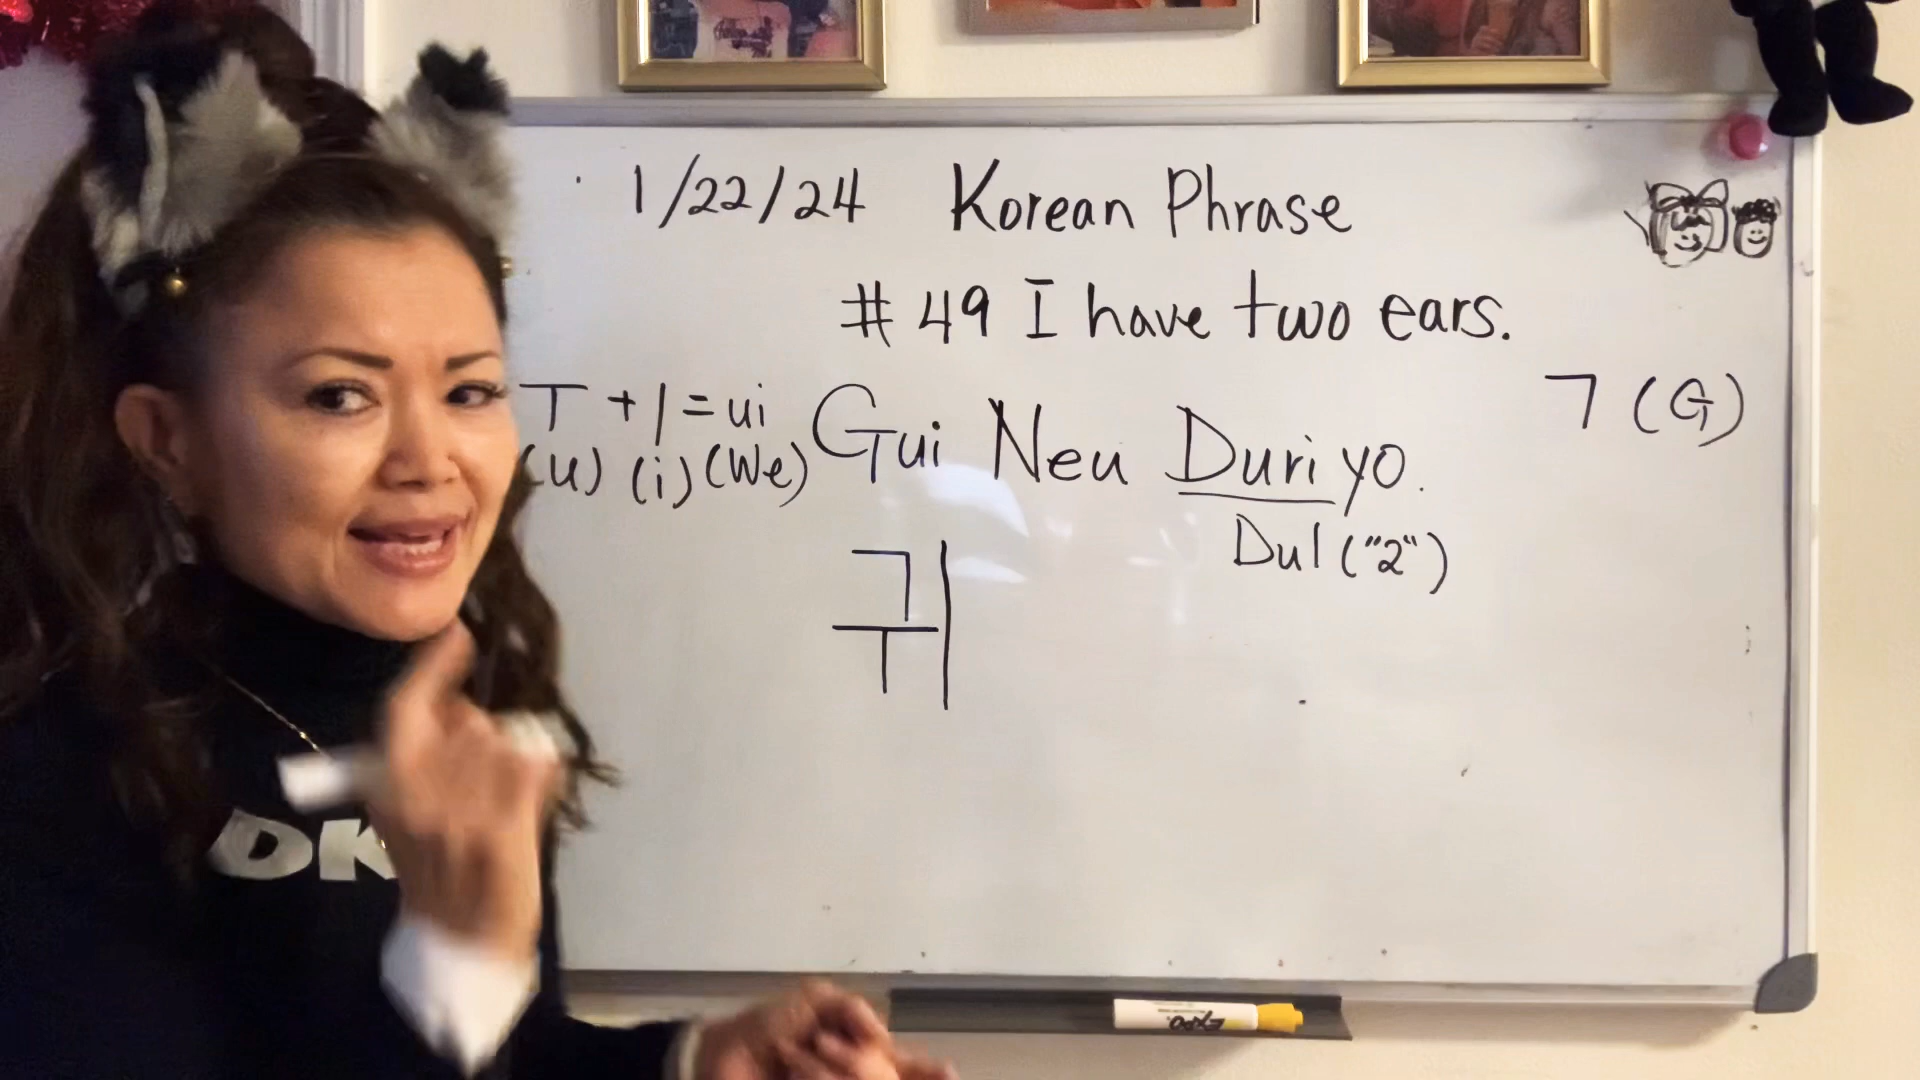 1/22/24 Korean Phrase
# 49 I have two ears.
ㅜ + ㅣ = ui
(u) (i) (We)
Gui Neu Duri yo.
ㄱ (G)
Dul ("2")
귀
DK
EXPO